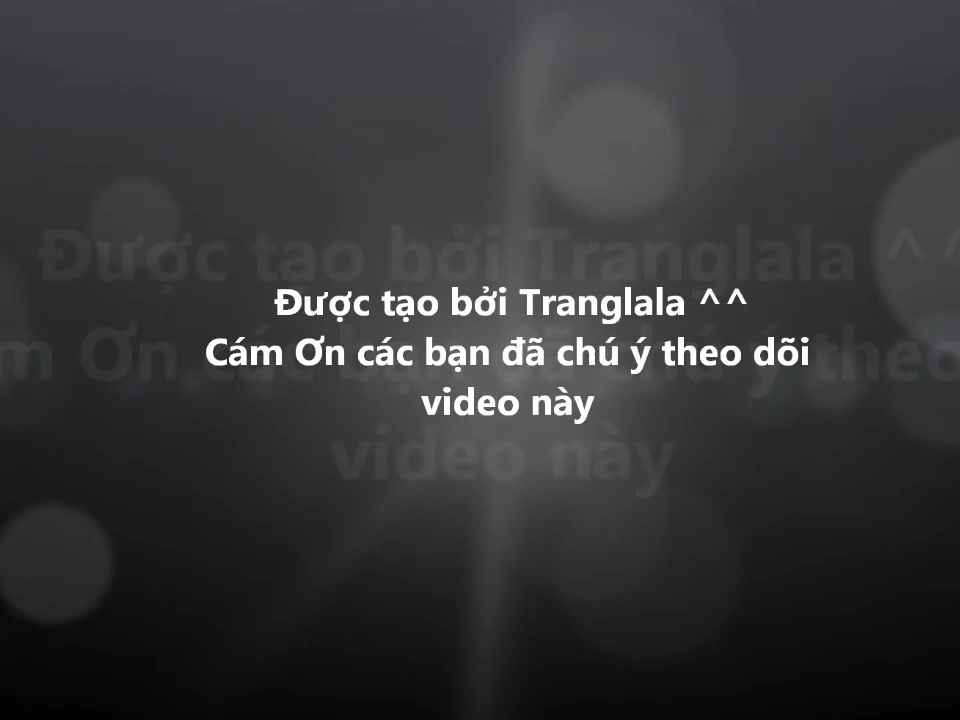 Được tạo bởi Tranglala ^^
Cám Ơn các bạn đã chú ý theo dõi
video này